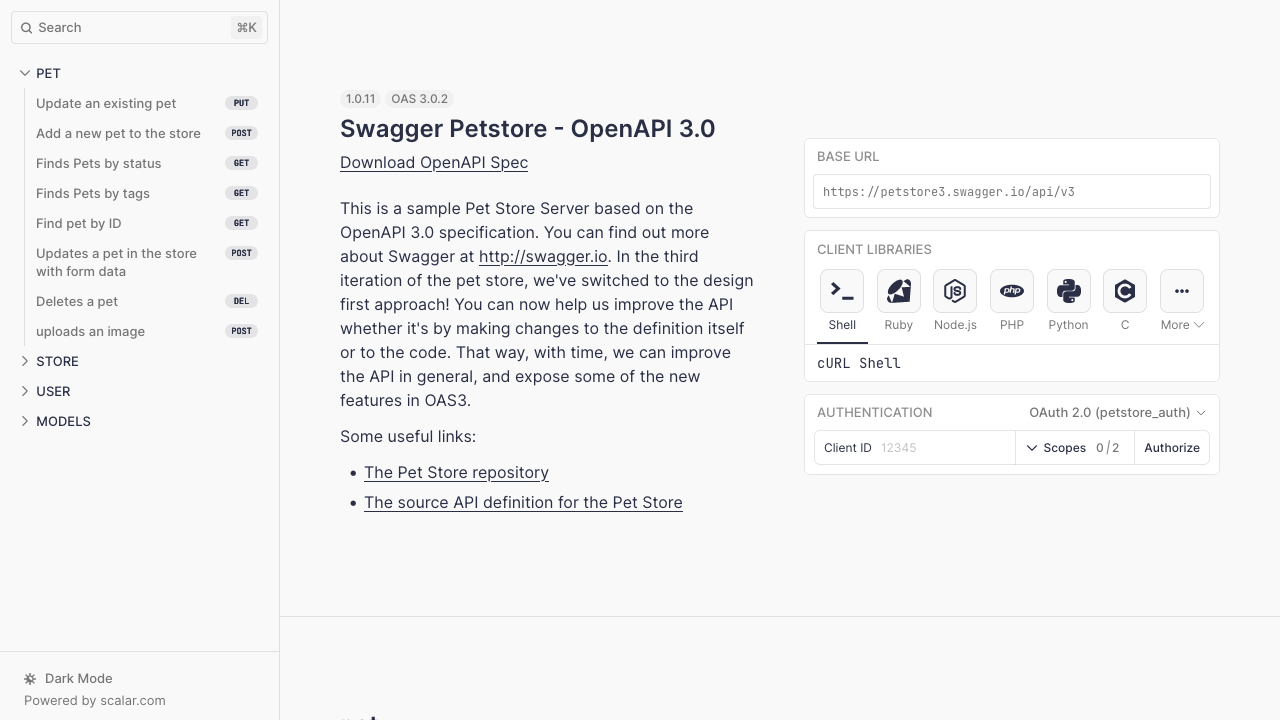 Search ⌘K
PET
Update an existing pet PUT
Add a new pet to the store POST
Finds Pets by status GET
Finds Pets by tags GET
Find pet by ID GET
Updates a pet in the store POST
with form data
Deletes a pet DEL
uploads an image POST
STORE
USER
MODELS
Dark Mode
Powered by scalar.com
1.0.11 OAS 3.0.2
Swagger Petstore - OpenAPI 3.0
Download OpenAPI Spec
This is a sample Pet Store Server based on the
OpenAPI 3.0 specification. You can find out more
about Swagger at http://swagger.io. In the third
iteration of the pet store, we've switched to the design
first approach! You can now help us improve the API
whether it's by making changes to the definition itself
or to the code. That way, with time, we can improve
the API in general, and expose some of the new
features in OAS3.
Some useful links:
• The Pet Store repository
• The source API definition for the Pet Store
BASE URL
https://petstore3.swagger.io/api/v3
CLIENT LIBRARIES
JS php C
Shell Ruby Node.js PHP Python C More
cURL Shell
AUTHENTICATION OAuth 2.0 (petstore_auth)
Client ID 12345 Scopes 0/2 Authorize